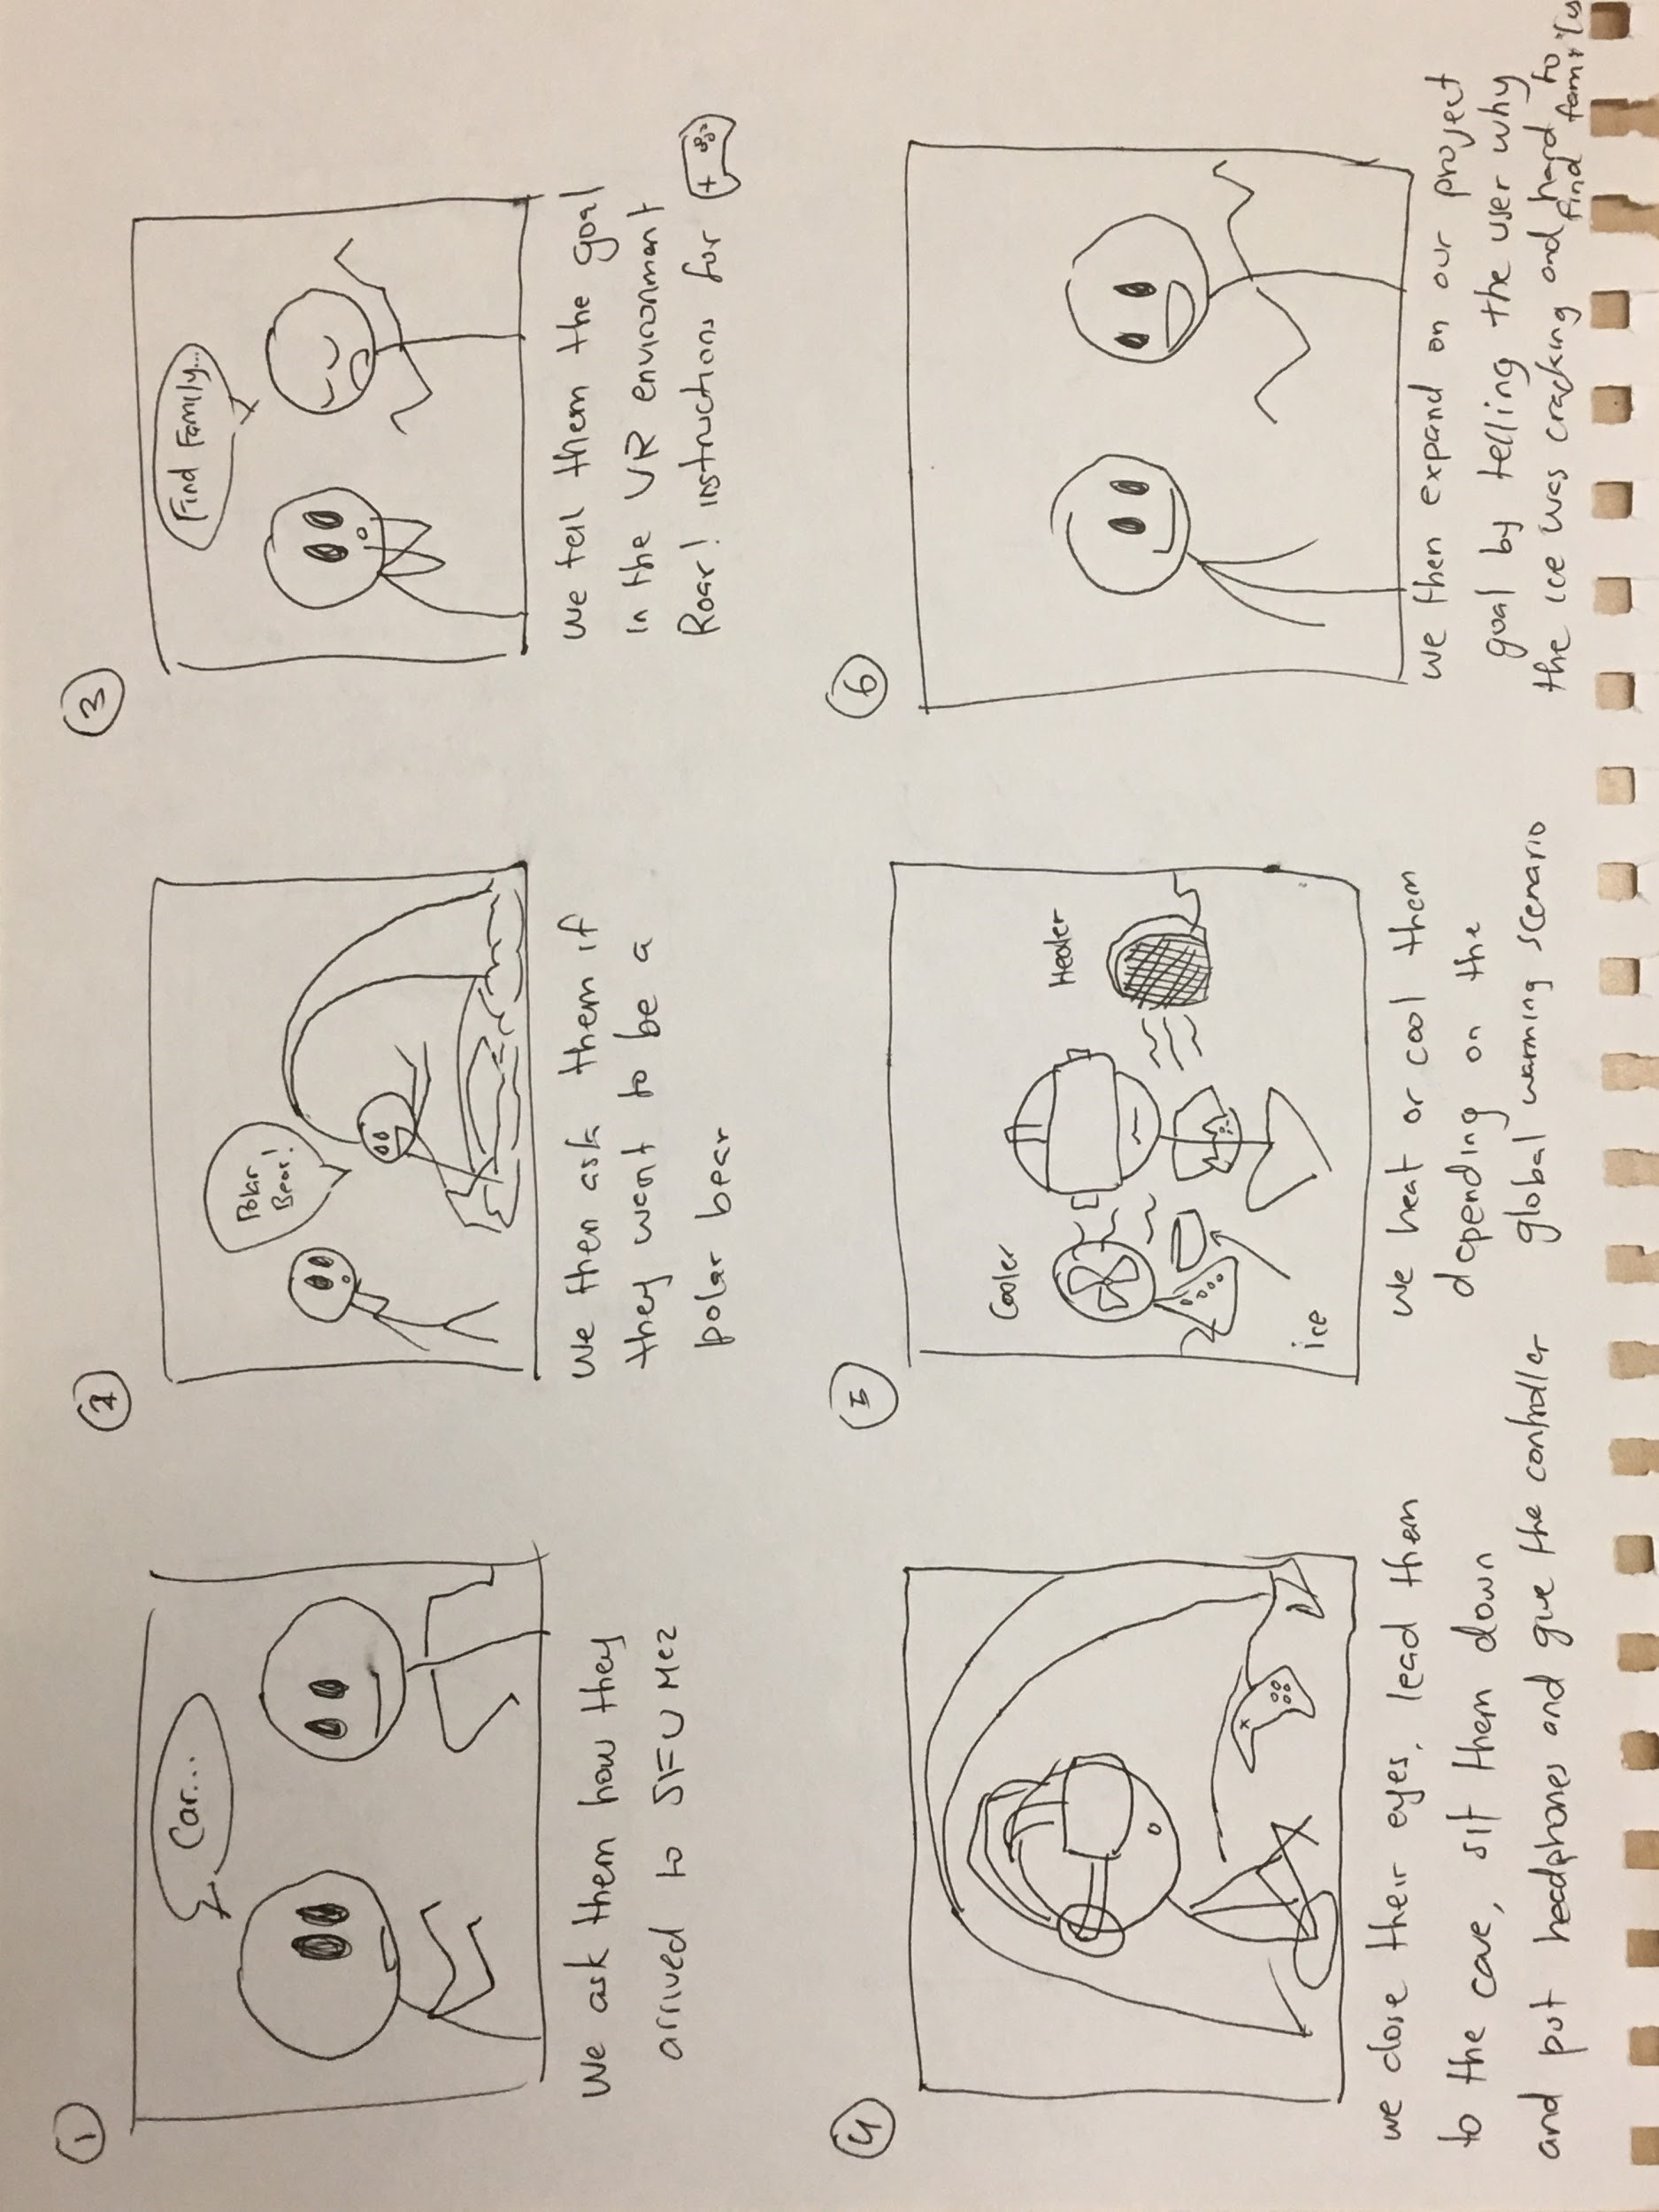 1
Car...
We ask them how they
arrived to SFU Mez
2
Polar
Bear!
We then ask them if
they want to be a
polar bear
3
Find Family...
we tell them the goal
in the VR environment
Roar! instructions for
4
we close their eyes, lead them
to the cave, sit them down
and put headphones and give the controller
5
Cooler
Heater
ice
we heat or cool them
depending on the
global warming scenario
6
we then expand on our project
goal by telling the user why
the ice was cracking and hard to
find family